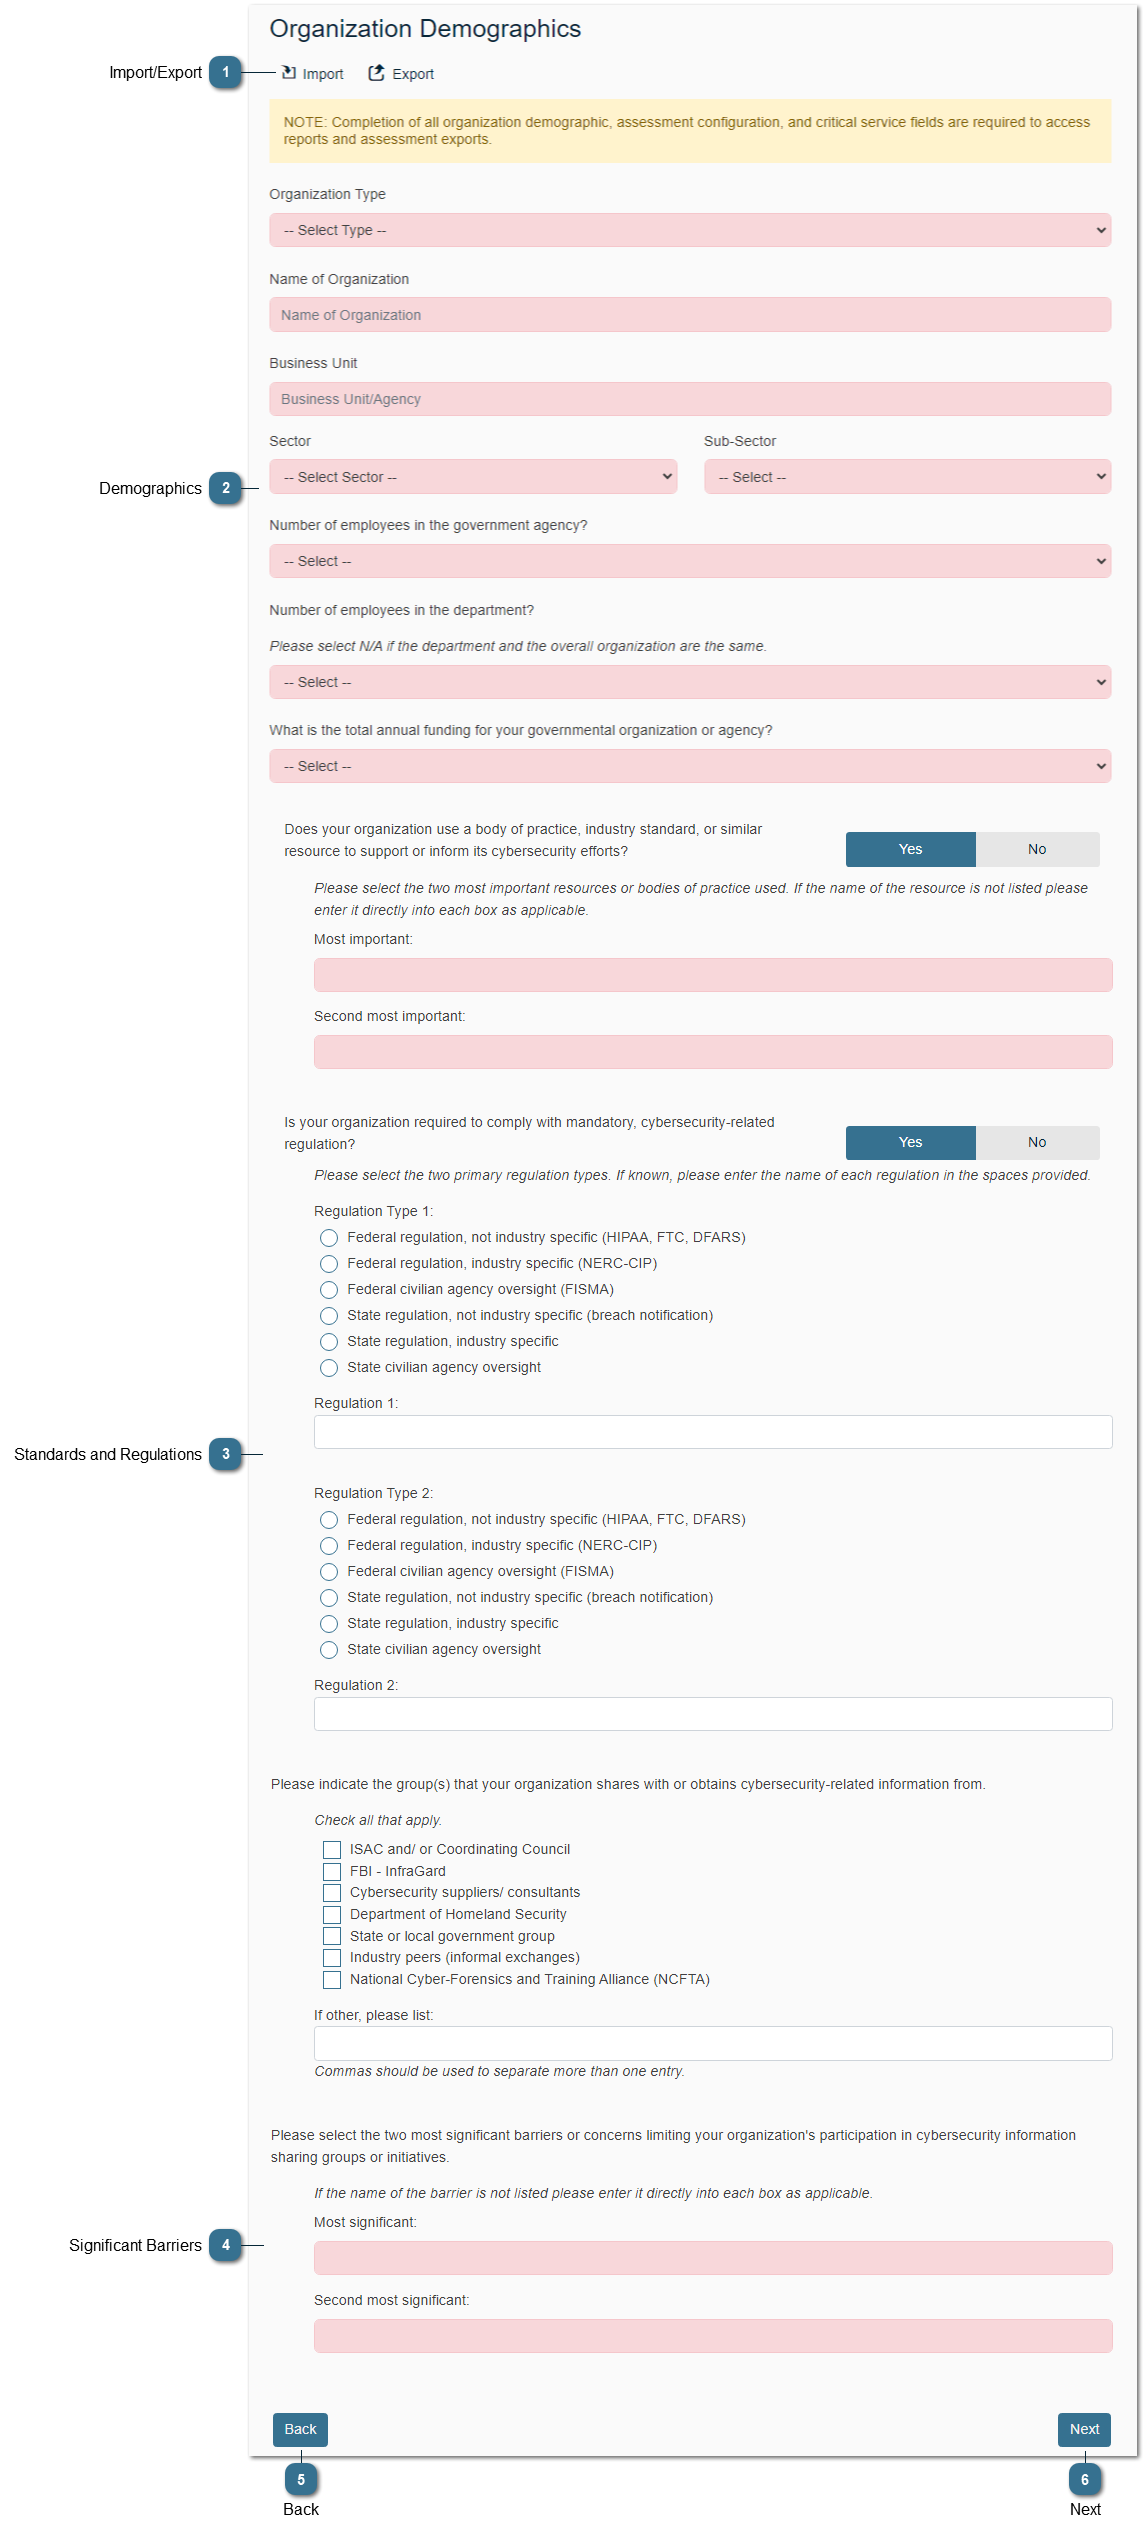 Organization Demographics
Import/Export 1 Import Export
NOTE: Completion of all organization demographic, assessment configuration, and critical service fields are required to access
reports and assessment exports.
Organization Type
-- Select Type --
Name of Organization
Name of Organization
Business Unit
Business Unit/Agency
Sector Sub-Sector
-- Select Sector -- -- Select --
Demographics 2
Number of employees in the government agency?
-- Select --
Number of employees in the department?
Please select N/A if the department and the overall organization are the same.
-- Select --
What is the total annual funding for your governmental organization or agency?
-- Select --
Does your organization use a body of practice, industry standard, or similar
resource to support or inform its cybersecurity efforts?
Yes No
Please select the two most important resources or bodies of practice used. If the name of the resource is not listed please
enter it directly into each box as applicable.
Most important:
Second most important:
Is your organization required to comply with mandatory, cybersecurity-related
regulation?
Yes No
Please select the two primary regulation types. If known, please enter the name of each regulation in the spaces provided.
Regulation Type 1:
Federal regulation, not industry specific (HIPAA, FTC, DFARS)
Federal regulation, industry specific (NERC-CIP)
Federal civilian agency oversight (FISMA)
State regulation, not industry specific (breach notification)
State regulation, industry specific
State civilian agency oversight
Regulation 1:
Standards and Regulations 3
Regulation Type 2:
Federal regulation, not industry specific (HIPAA, FTC, DFARS)
Federal regulation, industry specific (NERC-CIP)
Federal civilian agency oversight (FISMA)
State regulation, not industry specific (breach notification)
State regulation, industry specific
State civilian agency oversight
Regulation 2:
Please indicate the group(s) that your organization shares with or obtains cybersecurity-related information from.
Check all that apply.
ISAC and/ or Coordinating Council
FBI - InfraGard
Cybersecurity suppliers/ consultants
Department of Homeland Security
State or local government group
Industry peers (informal exchanges)
National Cyber-Forensics and Training Alliance (NCFTA)
If other, please list:
Commas should be used to separate more than one entry.
Please select the two most significant barriers or concerns limiting your organization's participation in cybersecurity information
sharing groups or initiatives.
If the name of the barrier is not listed please enter it directly into each box as applicable.
Most significant:
Significant Barriers 4
Second most significant:
Back Next
5 6
Back Next